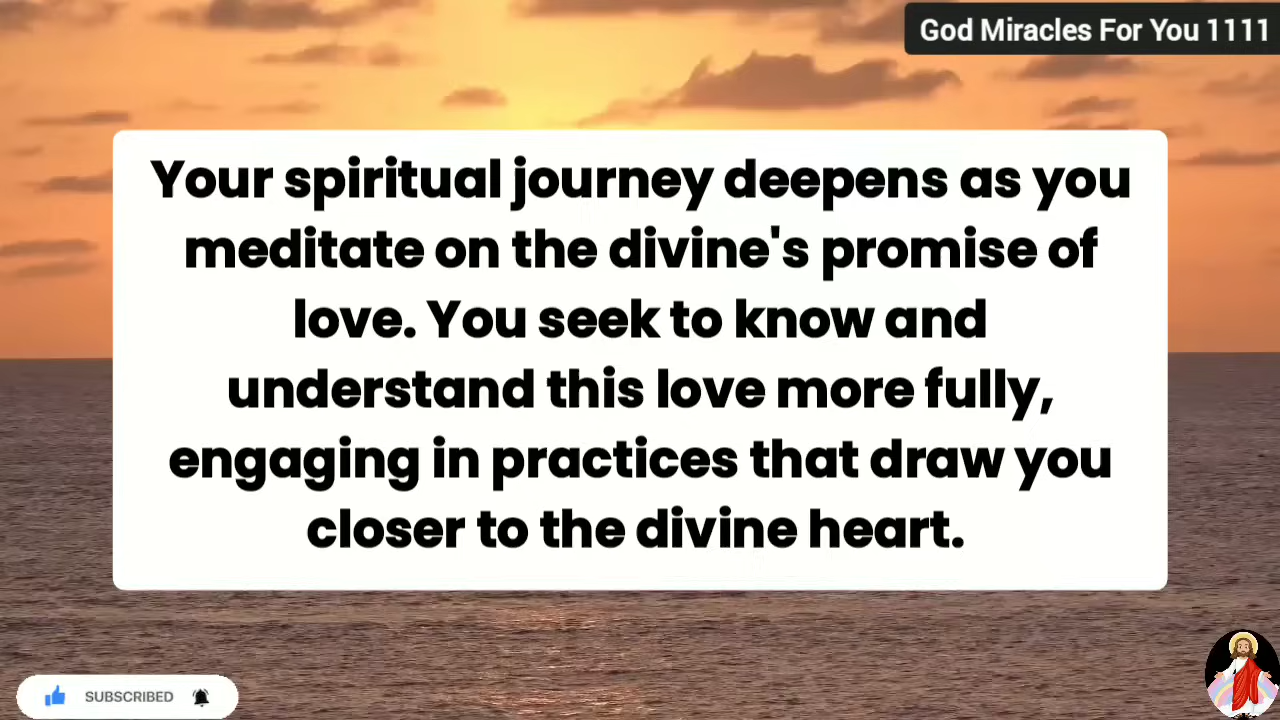 God Miracles For You 1111
Your spiritual journey deepens as you
meditate on the divine's promise of
love. You seek to know and
understand this love more fully,
engaging in practices that draw you
closer to the divine heart.
SUBSCRIBED